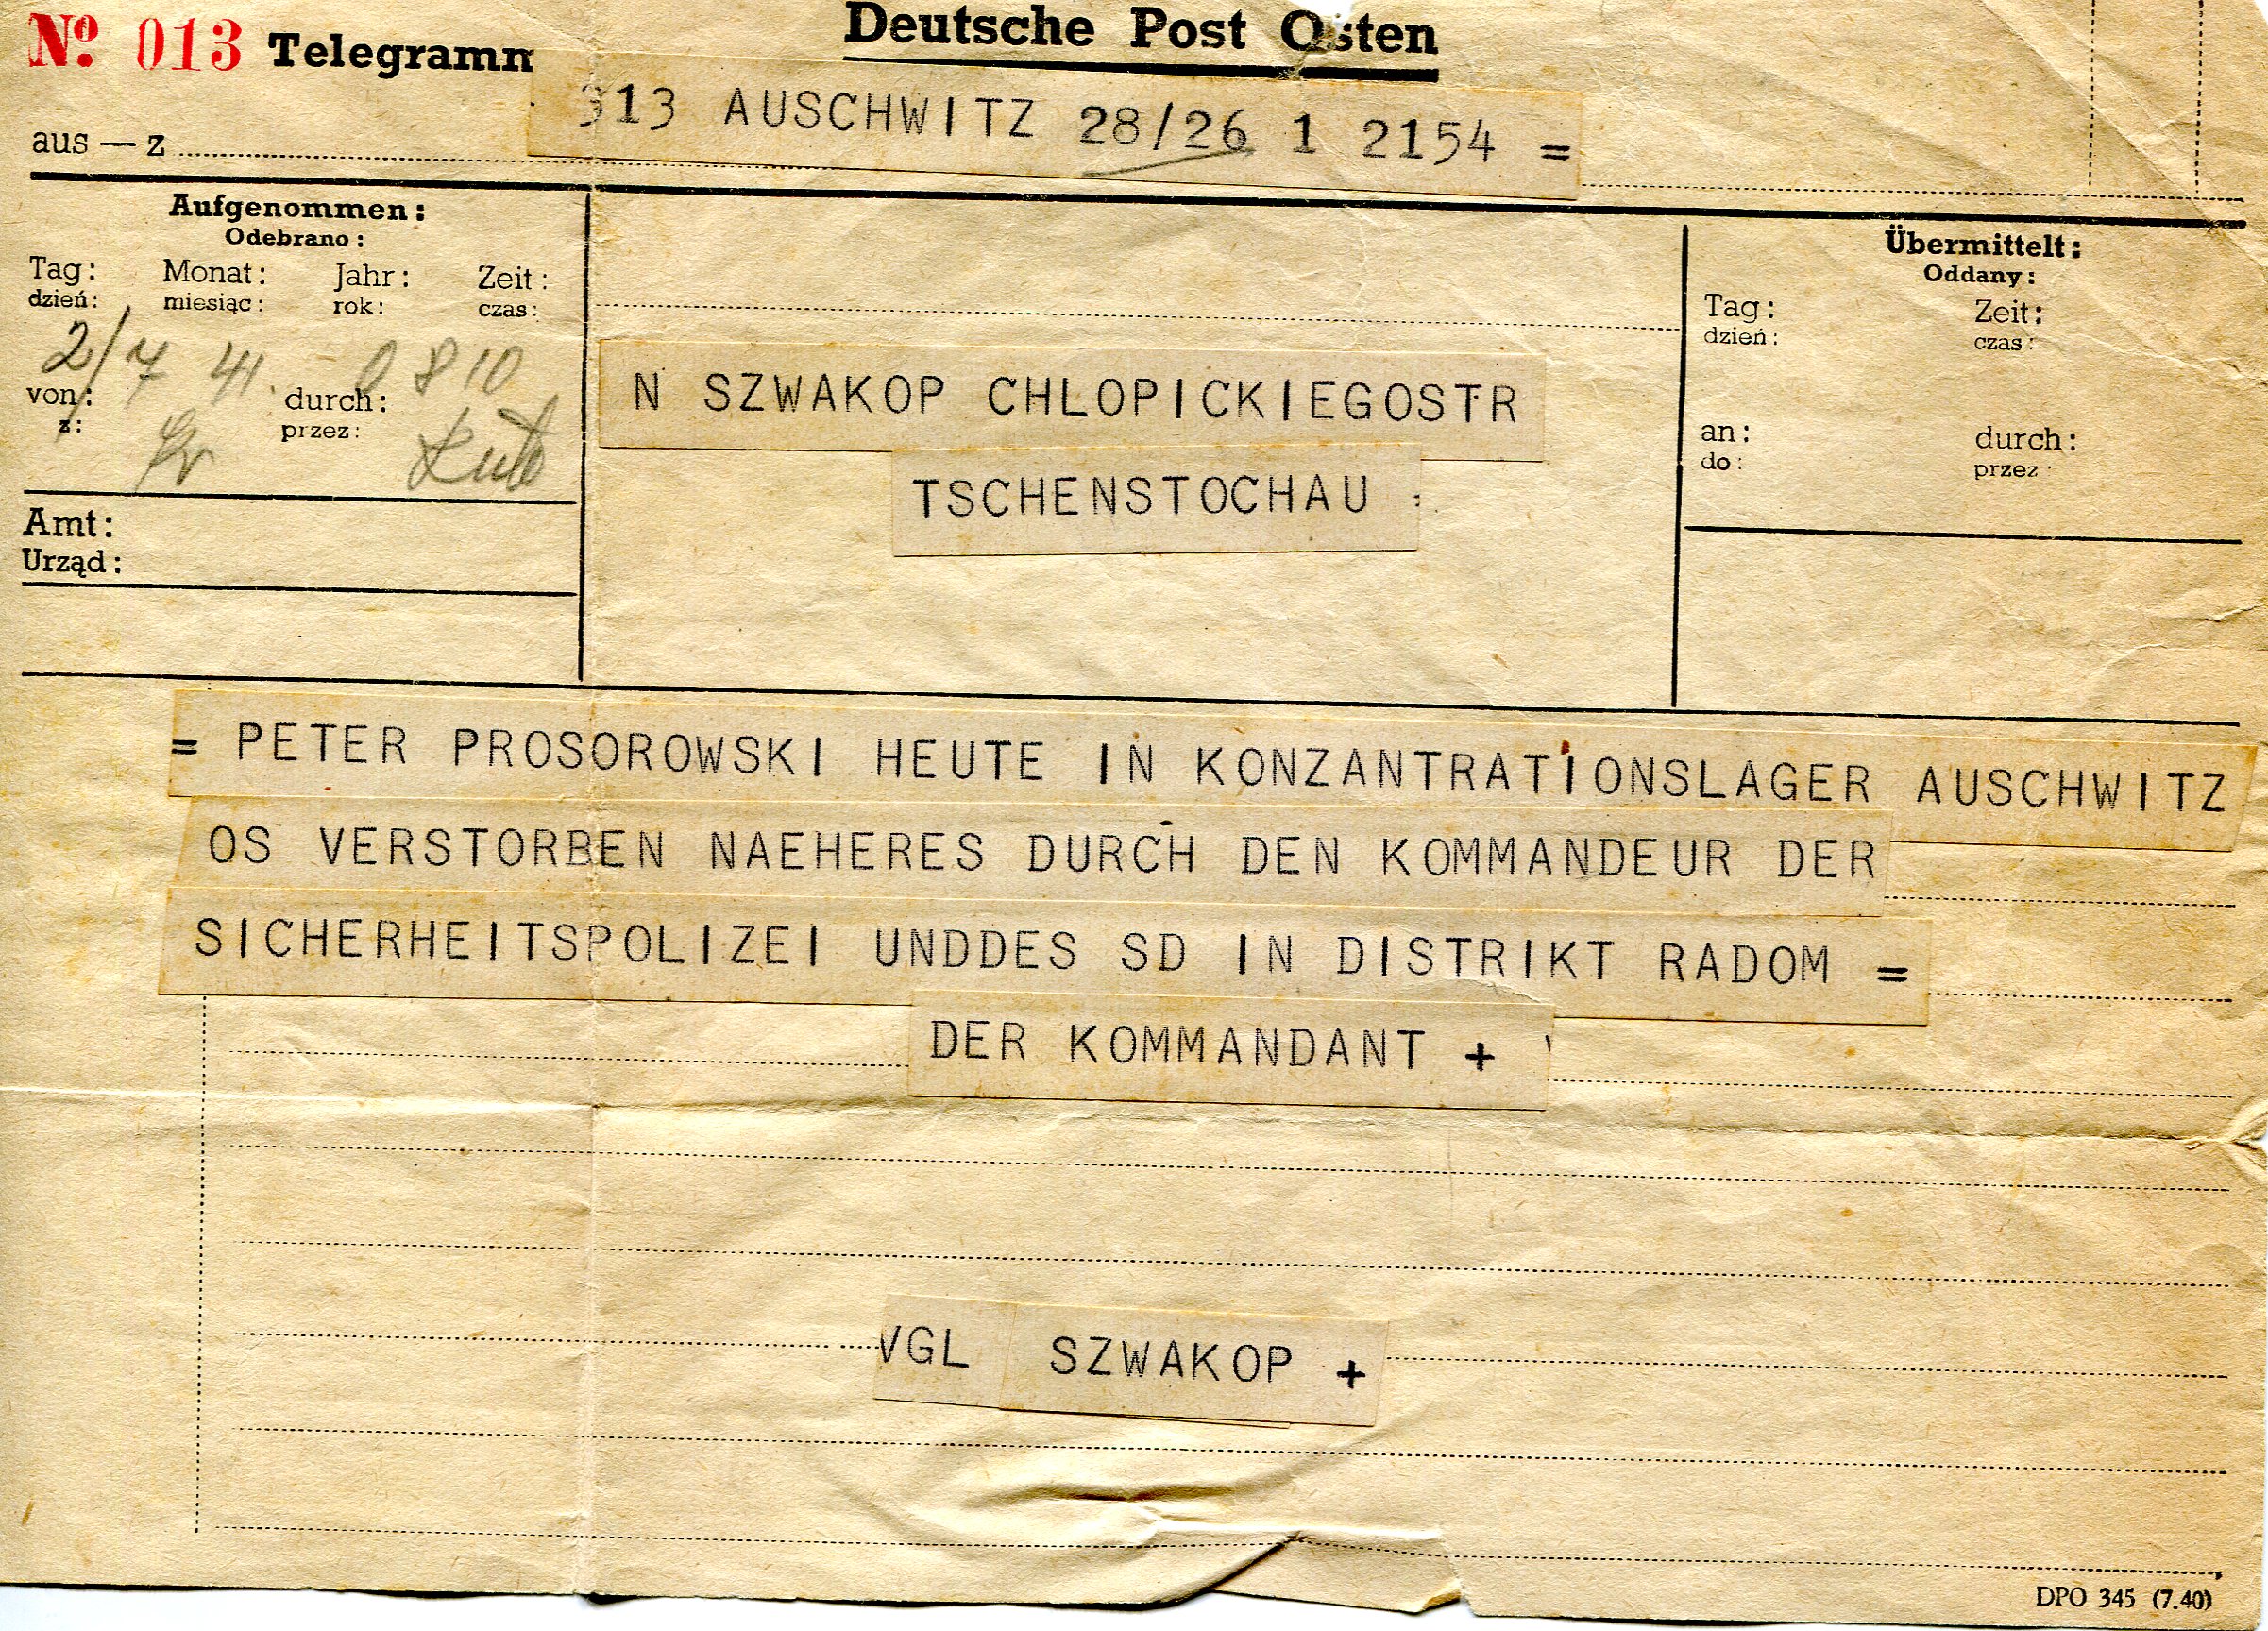 Nº 013 Telegramm
Deutsche Post Osten
313 AUSCHWITZ 28/26 1 2154 =
aus — z
Aufgenommen:
Odebrano:
Tag: Monat: Jahr: Zeit:
dzień: miesiąc: rok: czas:
2/7 41. 0810
von: durch:
z: przez:
Amt:
Urząd:
N SZWAKOP CHLOPICKIEGOSTR
TSCHENSTOCHAU =
Übermittelt:
Oddany:
Tag: Zeit:
dzień: czas:
an: durch:
do: przez:
= PETER PROSOROWSKI HEUTE IN KONZANTRATIONSLAGER AUSCHWITZ
OS VERSTORBEN NAEHERES DURCH DEN KOMMANDEUR DER
SICHERHEITSPOLIZEI UNDDES SD IN DISTRIKT RADOM =
DER KOMMANDANT +
VGL SZWAKOP +
DPO 345 (7.40)